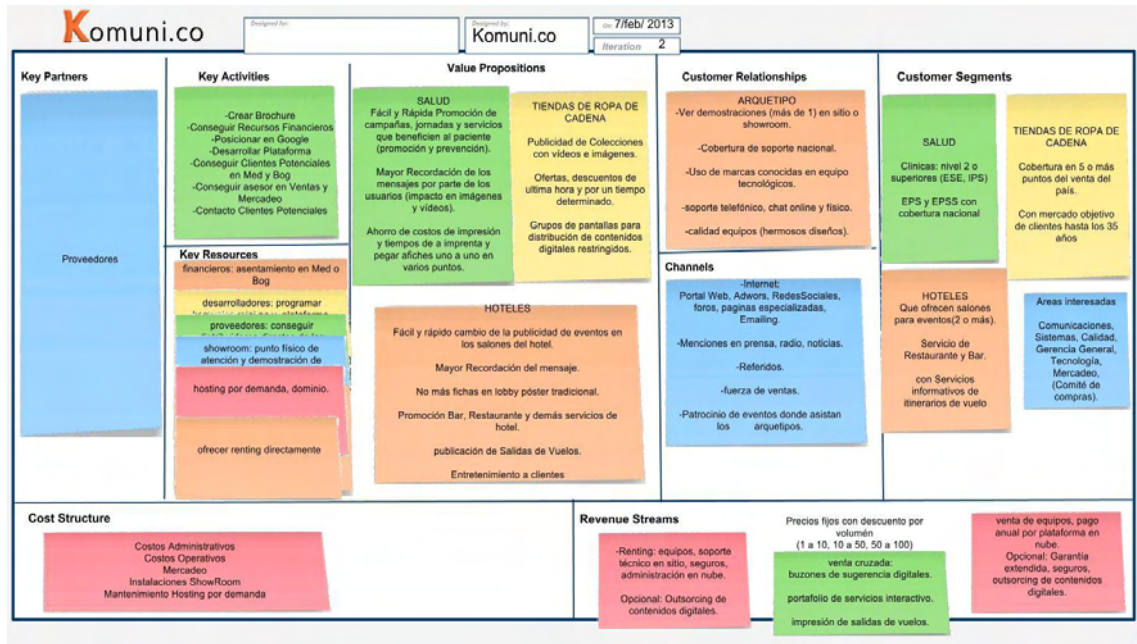 Komuni.co
Designed for:
Designed by:
Komuni.co
On: 7/feb/ 2013
Iteration 2
Key Partners
Proveedores
Key Activities
-Crear Brochure
-Conseguir Recursos Financieros
-Posicionar en Google
-Desarrollar Plataforma
-Conseguir Clientes Potenciales
en Med y Bog
-Conseguir asesor en Ventas y
Mercadeo
-Contacto Clientes Potenciales
Key Resources
financieros: asentamiento en Med o
Bog
desarrolladores: programar
proveedores: conseguir
showroom: punto físico de
atención y demostración de
hosting por demanda, dominio.
ofrecer renting directamente
Value Propositions
SALUD
Fácil y Rápida Promoción de
campañas, jornadas y servicios
que beneficien al paciente
(promoción y prevención).
Mayor Recordación de los
mensajes por parte de los
usuarios (impacto en imágenes
y vídeos).
Ahorro de costos de impresión
y tiempos de a imprenta y
pegar afiches uno a uno en
varios puntos.
TIENDAS DE ROPA DE
CADENA
Publicidad de Colecciones
con vídeos e imágenes.
Ofertas, descuentos de
ultima hora y por un tiempo
determinado.
Grupos de pantallas para
distribución de contenidos
digitales restringidos.
HOTELES
Fácil y rápido cambio de la publicidad de eventos en
los salones del hotel.
Mayor Recordación del mensaje.
No más fichas en lobby póster tradicional.
Promoción Bar, Restaurante y demás servicios de
hotel.
publicación de Salidas de Vuelos.
Entretenimiento a clientes
Customer Relationships
ARQUETIPO
-Ver demostraciones (más de 1) en sitio o
showroom.
-Cobertura de soporte nacional.
-Uso de marcas conocidas en equipo
tecnológicos.
-soporte telefónico, chat online y físico.
-calidad equipos (hermosos diseños).
Channels
-Internet:
Portal Web, Adwors, RedesSociales,
foros, paginas especializadas,
Emailing.
-Menciones en prensa, radio, noticias.
-Referidos.
-fuerza de ventas.
-Patrocinio de eventos donde asistan
los arquetipos.
Customer Segments
SALUD
Clínicas: nivel 2 o
superiores (ESE, IPS)
EPS y EPSS con
cobertura nacional
TIENDAS DE ROPA DE
CADENA
Cobertura en 5 o más
puntos del venta del
país.
Con mercado objetivo
de clientes hasta los 35
años
HOTELES
Que ofrecen salones
para eventos(2 o más).
Servicio de
Restaurante y Bar.
con Servicios
informativos de
itinerarios de vuelo
Areas interesadas
Comunicaciones,
Sistemas, Calidad,
Gerencia General,
Tecnología,
Mercadeo,
(Comité de
compras).
Cost Structure
Costos Administrativos
Costos Operativos
Mercadeo
Instalaciones ShowRoom
Mantenimiento Hosting por demanda
Revenue Streams
-Renting: equipos, soporte
técnico en sitio, seguros,
administración en nube.
Opcional: Outsorcing de
contenidos digitales.
Precios fijos con descuento por
volumén
(1 a 10, 10 a 50, 50 a 100)
venta cruzada:
buzones de sugerencia digitales.
portafolio de servicios interactivo.
impresión de salidas de vuelos.
venta de equipos, pago
anual por plataforma en
nube.
Opcional: Garantía
extendida, seguros,
outsorcing de contenidos
digitales.